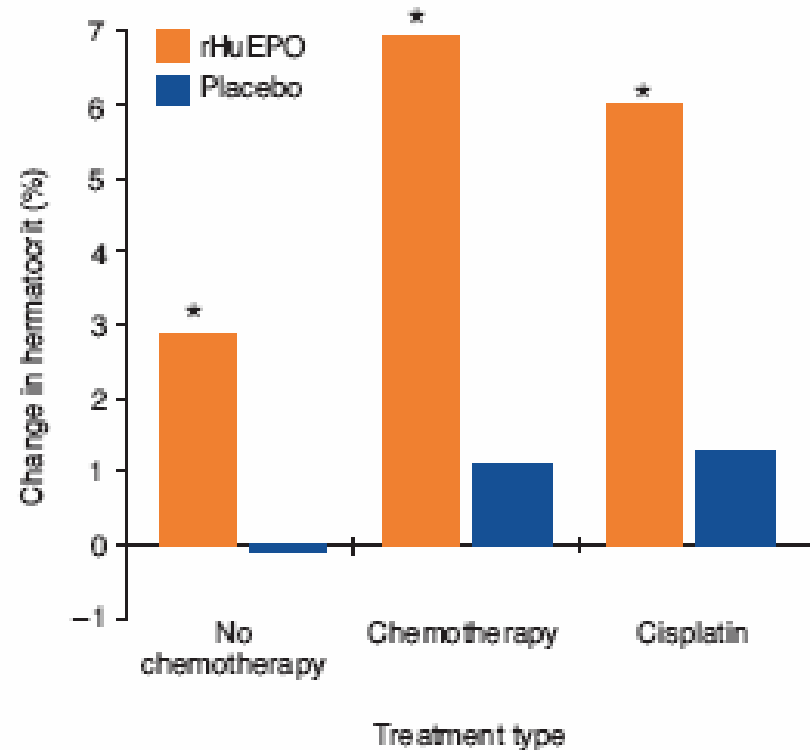 Change in hermatocrit (%)
7
6
5
4
3
2
1
0
−1
rHuEPO
Placebo
*
*
*
No
chemotherapy
Chemotherapy
Cisplatin
Treatment type